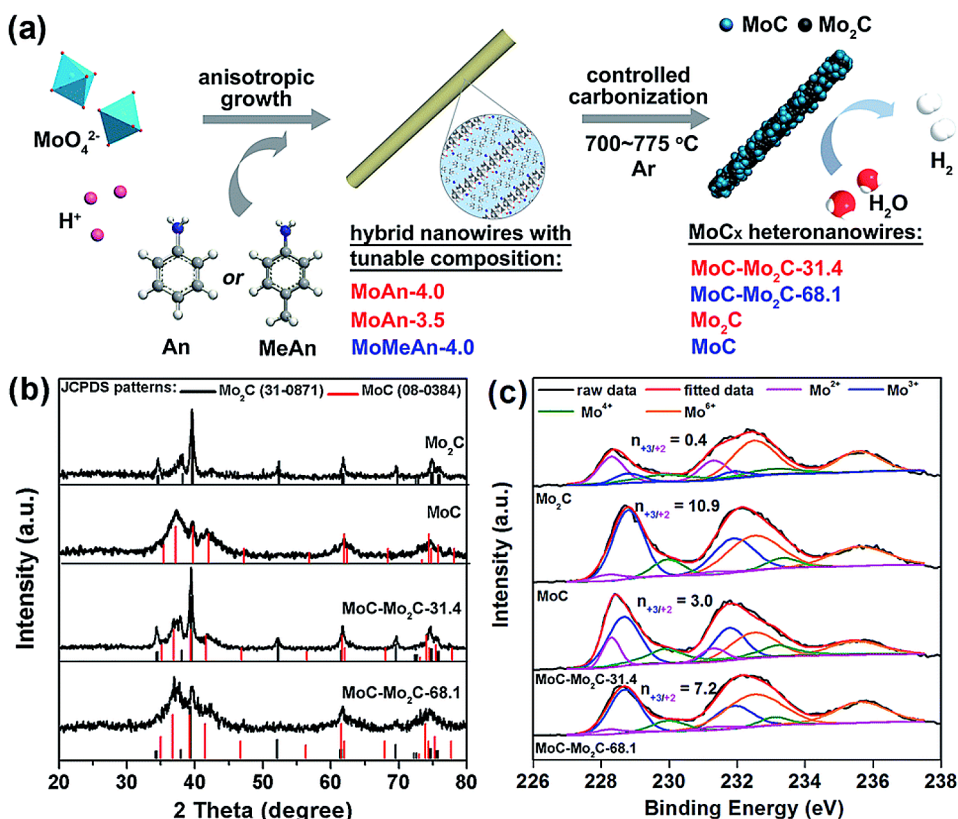 (a)
MoO₄²⁻
H⁺
anisotropic
growth
An
or
MeAn
hybrid nanowires with
tunable composition:
MoAn-4.0
MoAn-3.5
MoMeAn-4.0
controlled
carbonization
700~775 °C
Ar
MoC
Mo₂C
H₂
H₂O
MoCx heteronanowires:
MoC-Mo₂C-31.4
MoC-Mo₂C-68.1
Mo₂C
MoC
(b)
JCPDS patterns: Mo₂C (31-0871) MoC (08-0384)
Mo₂C
MoC
MoC-Mo₂C-31.4
MoC-Mo₂C-68.1
Intensity (a.u.)
20 30 40 50 60 70 80
2 Theta (degree)
(c)
raw data fitted data Mo²⁺ Mo³⁺
Mo⁴⁺ Mo⁶⁺
n+3/+2 = 0.4
Mo₂C
n+3/+2 = 10.9
MoC
n+3/+2 = 3.0
MoC-Mo₂C-31.4
n+3/+2 = 7.2
MoC-Mo₂C-68.1
Intensity (a.u.)
226 228 230 232 234 236 238
Binding Energy (eV)